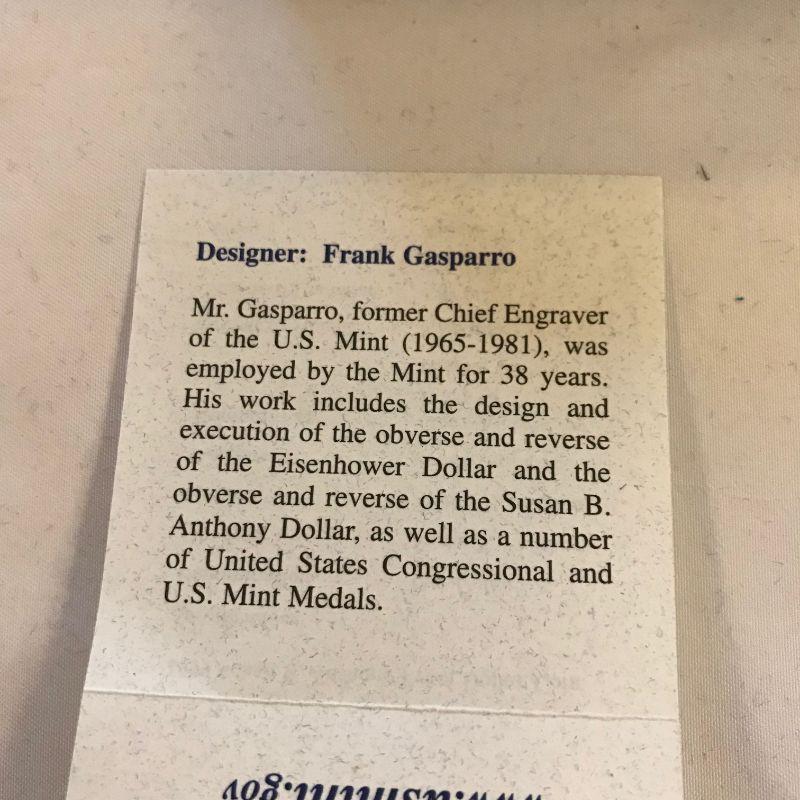 Designer: Frank Gasparro
Mr. Gasparro, former Chief Engraver
of the U.S. Mint (1965-1981), was
employed by the Mint for 38 years.
His work includes the design and
execution of the obverse and reverse
of the Eisenhower Dollar and the
obverse and reverse of the Susan B.
Anthony Dollar, as well as a number
of United States Congressional and
U.S. Mint Medals.
www.usmint.gov